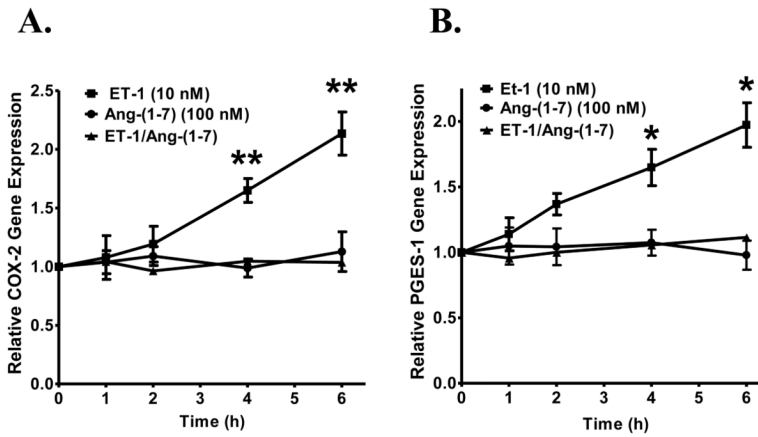 A.
B.
ET-1 (10 nM)
Ang-(1-7) (100 nM)
ET-1/Ang-(1-7)
**
**
Relative COX-2 Gene Expression
2.5
2.0
1.5
1.0
0.5
0.0
0 1 2 3 4 5 6
Time (h)
Et-1 (10 nM)
Ang-(1-7) (100 nM)
ET-1/Ang-(1-7)
*
*
Relative PGES-1 Gene Expression
2.0
1.5
1.0
0.5
0.0
0 1 2 3 4 5 6
Time (h)